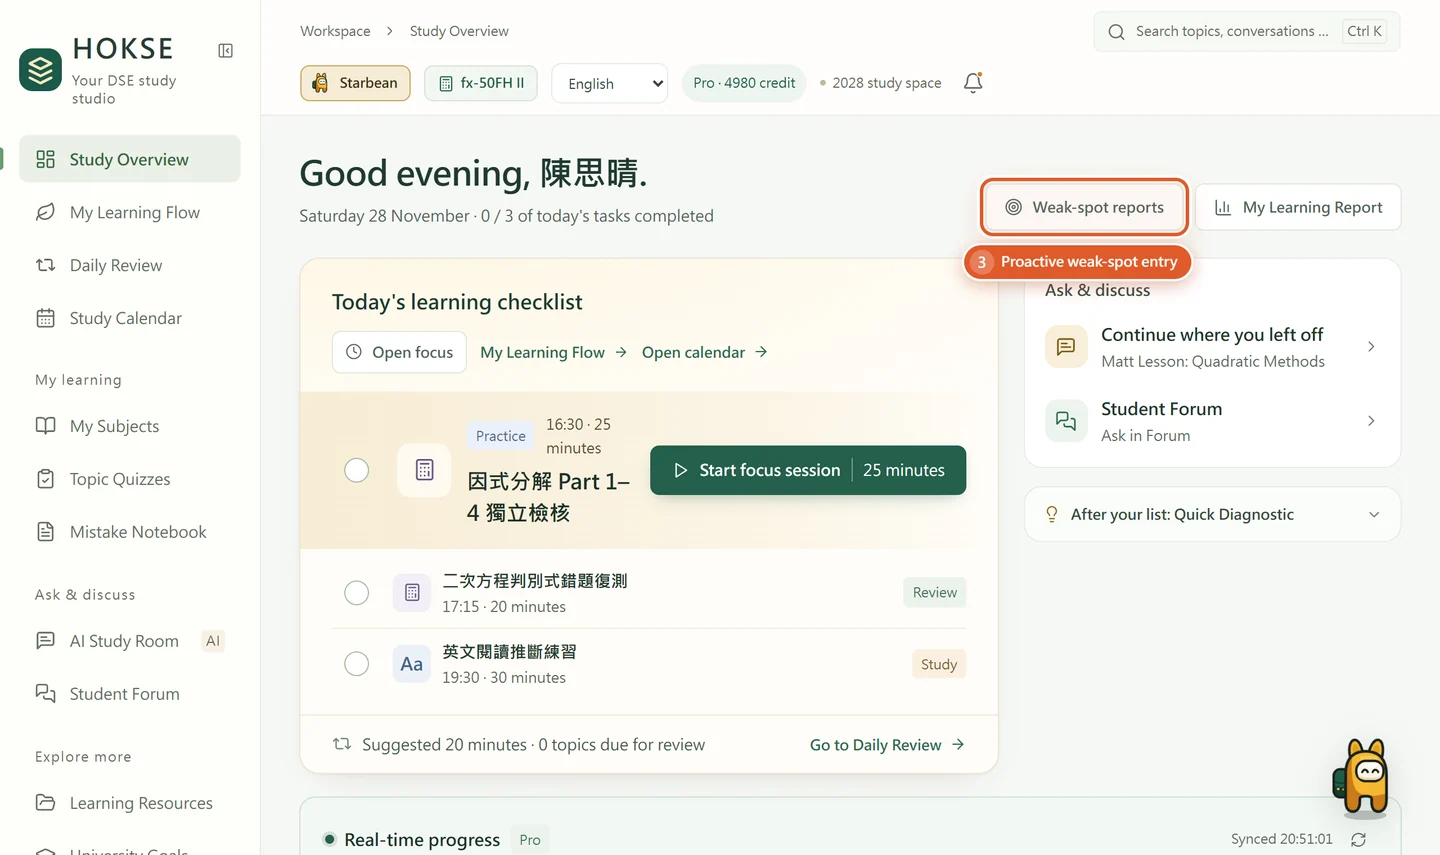 HOKSE
Your DSE study
studio
Study Overview
My Learning Flow
Daily Review
Study Calendar
My learning
My Subjects
Topic Quizzes
Mistake Notebook
Ask & discuss
AI Study Room AI
Student Forum
Explore more
Learning Resources
University Goals
Workspace > Study Overview
Search topics, conversations ... Ctrl K
Starbean
fx-50FH II
English
Pro · 4980 credit
2028 study space
Good evening, 陳思晴.
Saturday 28 November · 0 / 3 of today's tasks completed
Weak-spot reports
My Learning Report
3 Proactive weak-spot entry
Today's learning checklist
Open focus
My Learning Flow →
Open calendar →
Practice
16:30 · 25
minutes
因式分解 Part 1–
4 獨立檢核
Start focus session | 25 minutes
二次方程判別式錯題復測
17:15 · 20 minutes
Review
Aa
英文閱讀推斷練習
19:30 · 30 minutes
Study
Suggested 20 minutes · 0 topics due for review
Go to Daily Review →
Ask & discuss
Continue where you left off
Matt Lesson: Quadratic Methods
Student Forum
Ask in Forum
After your list: Quick Diagnostic
Real-time progress Pro
Synced 20:51:01